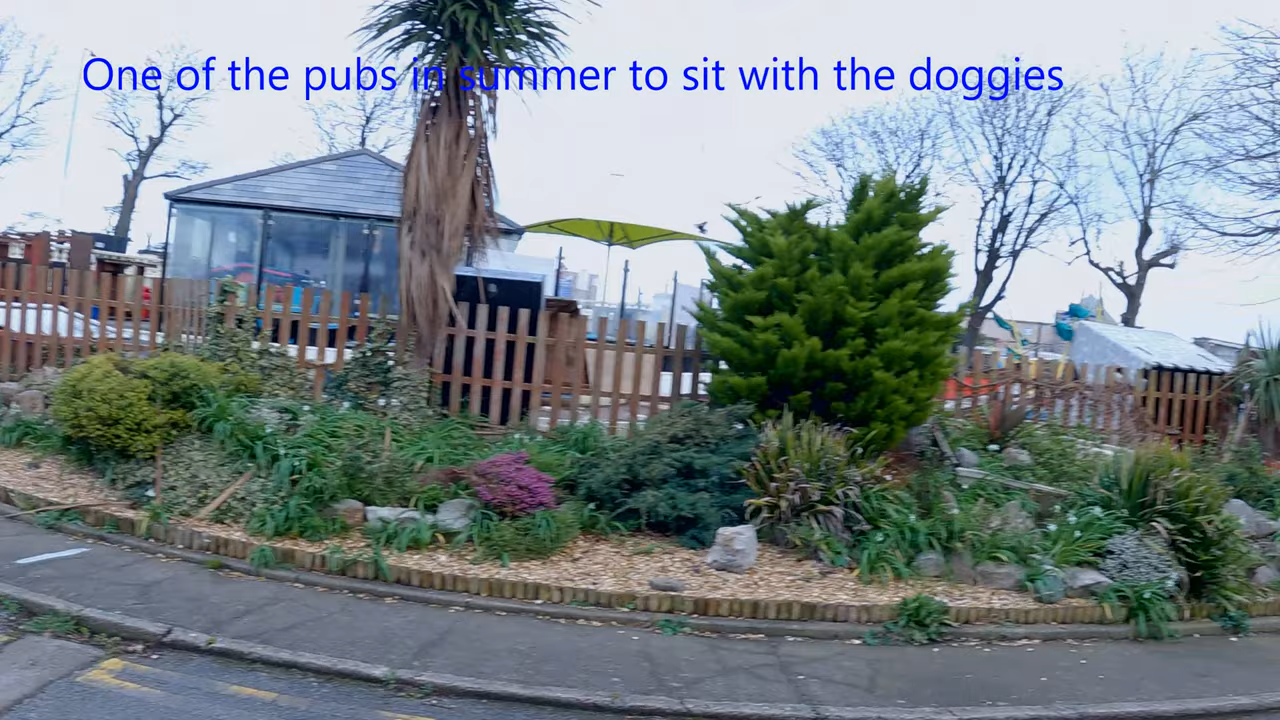 One of the pubs in summer to sit with the doggies